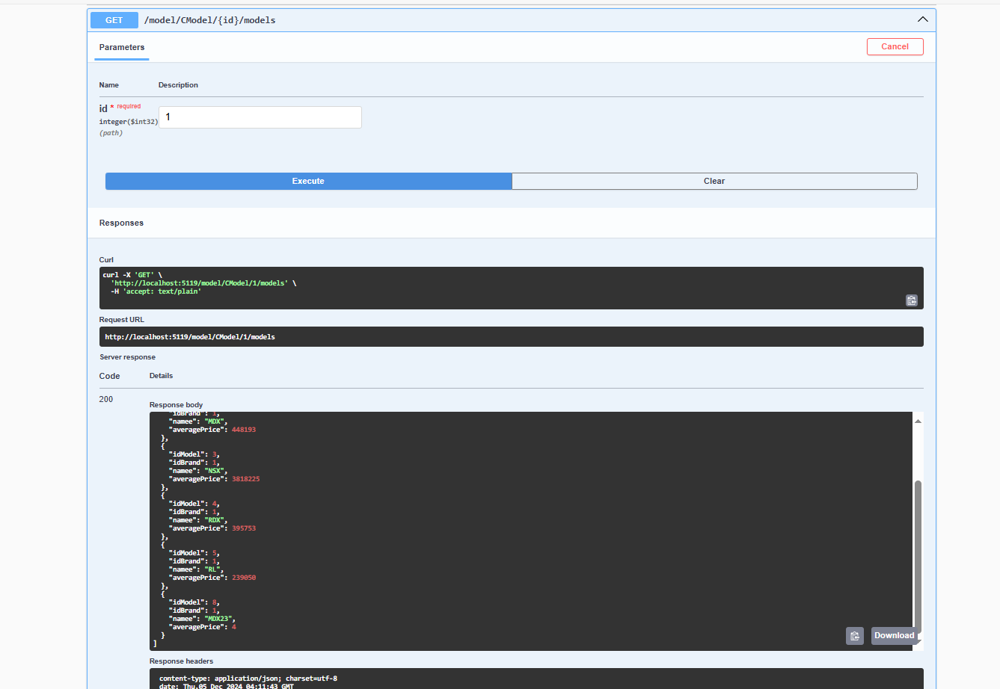 GET /model/CModel/{id}/models
Parameters
Cancel
Name Description
id * required
integer($int32)
(path)
1
Execute Clear
Responses
Curl
curl -X 'GET' \
'http://localhost:5119/model/CModel/1/models' \
-H 'accept: text/plain'
Request URL
http://localhost:5119/model/CModel/1/models
Server response
Code Details
200
Response body
"idBrand": 1,
"namee": "MDX",
"averagePrice": 448193
},
{
"idModel": 3,
"idBrand": 1,
"namee": "NSX",
"averagePrice": 3818225
},
{
"idModel": 4,
"idBrand": 1,
"namee": "RDX",
"averagePrice": 395753
},
{
"idModel": 5,
"idBrand": 1,
"namee": "RL",
"averagePrice": 239050
},
{
"idModel": 8,
"idBrand": 1,
"namee": "MDX23",
"averagePrice": 4
}
]
Download
Response headers
content-type: application/json; charset=utf-8
date: Thu,05 Dec 2024 04:11:43 GMT